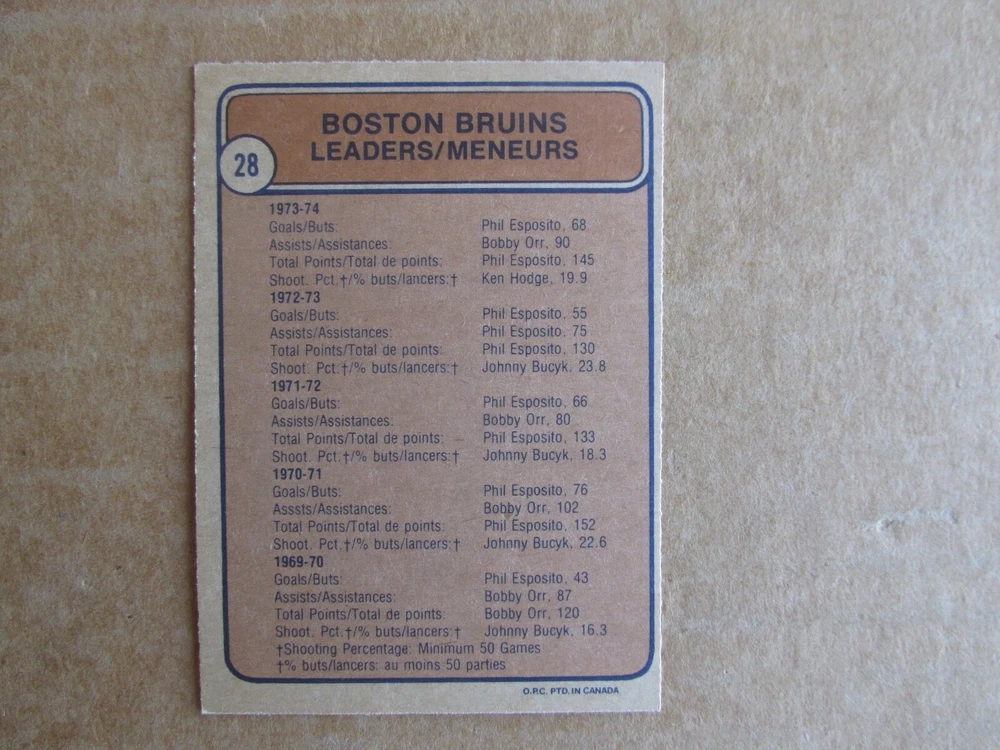 BOSTON BRUINS
LEADERS/MENEURS
28
1973-74
Goals/Buts: Phil Esposito, 68
Assists/Assistances: Bobby Orr, 90
Total Points/Total de points: Phil Esposito, 145
Shoot. Pct.†/% buts/lancers:† Ken Hodge, 19.9
1972-73
Goals/Buts: Phil Esposito, 55
Assists/Assistances: Phil Esposito, 75
Total Points/Total de points: Phil Esposito, 130
Shoot. Pct.†/% buts/lancers:† Johnny Bucyk, 23.8
1971-72
Goals/Buts: Phil Esposito, 66
Assists/Assistances: Bobby Orr, 80
Total Points/Total de points: Phil Esposito, 133
Shoot. Pct.†/% buts/lancers:† Johnny Bucyk, 18.3
1970-71
Goals/Buts: Phil Esposito, 76
Asssts/Assistances: Bobby Orr, 102
Total Points/Total de points: Phil Esposito, 152
Shoot. Pct.†/% buts/lancers:† Johnny Bucyk, 22.6
1969-70
Goals/Buts: Phil Esposito, 43
Assists/Assistances: Bobby Orr, 87
Total Points/Total de points: Bobby Orr, 120
Shoot. Pct.†/% buts/lancers:† Johnny Bucyk, 16.3
†Shooting Percentage: Minimum 50 Games
†% buts/lancers: au moins 50 parties
O.P.C. PTD. IN CANADA